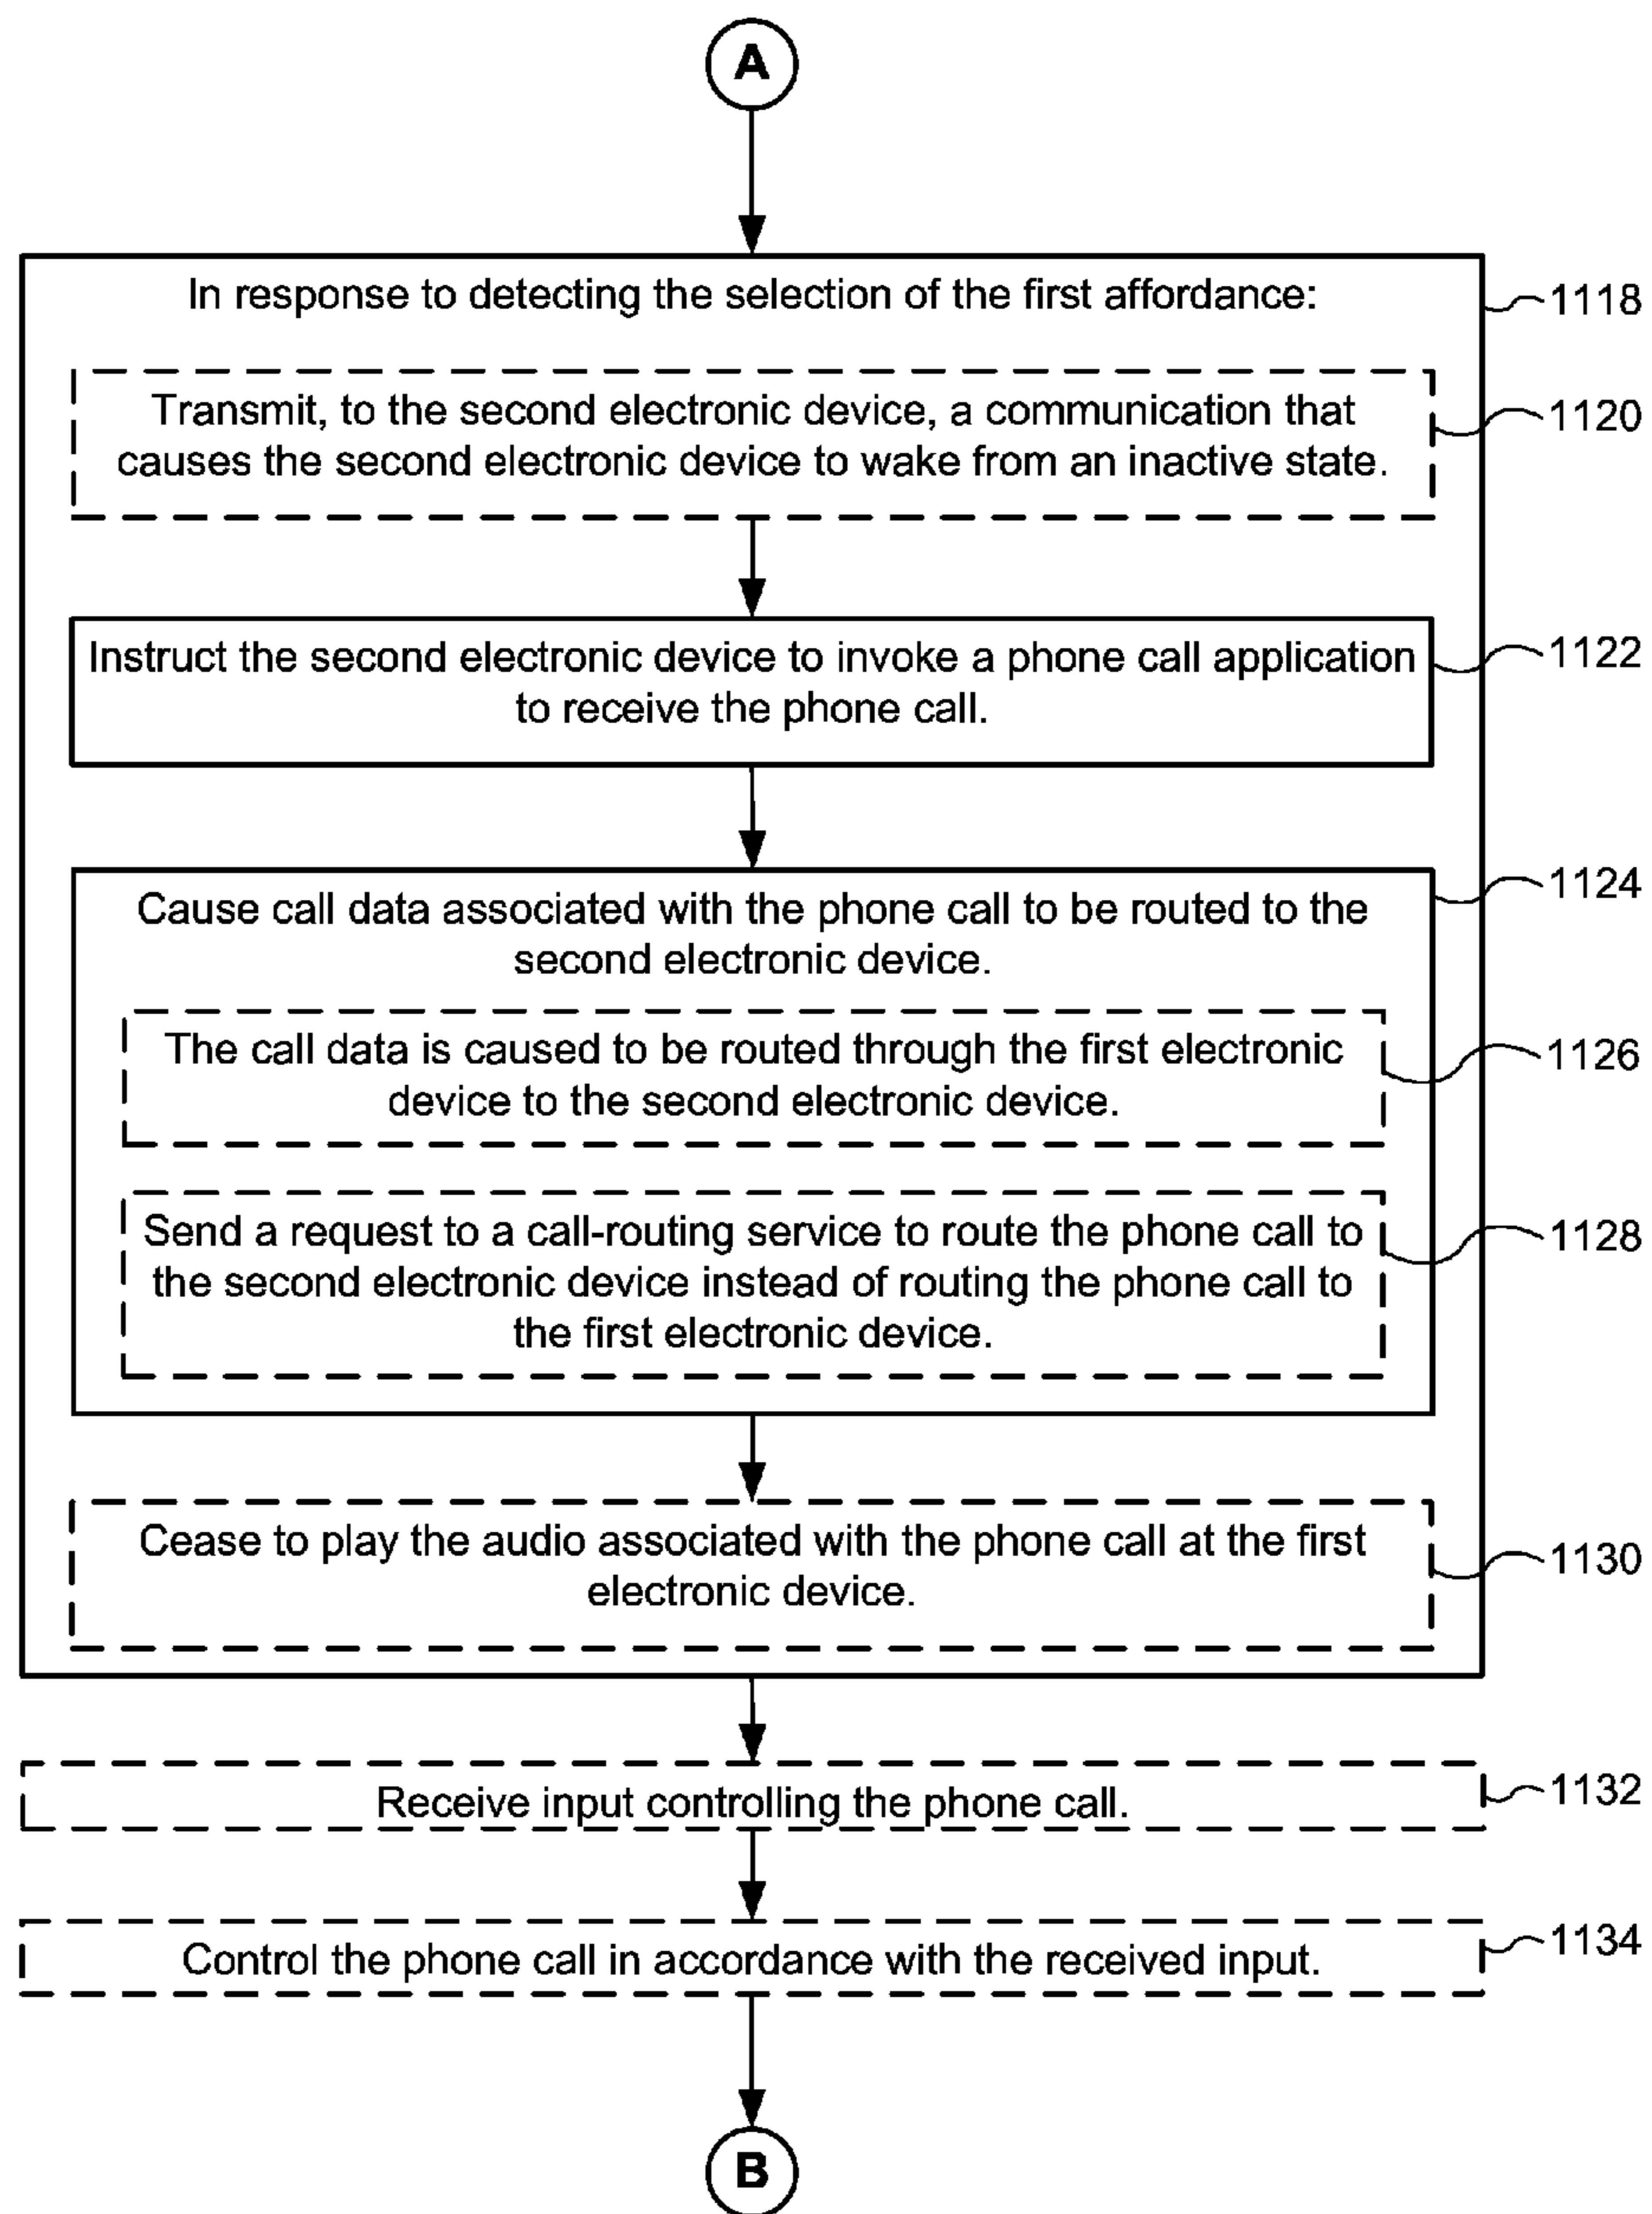 A
In response to detecting the selection of the first affordance:
1118
Transmit, to the second electronic device, a communication that
causes the second electronic device to wake from an inactive state.
1120
Instruct the second electronic device to invoke a phone call application
to receive the phone call.
1122
Cause call data associated with the phone call to be routed to the
second electronic device.
1124
The call data is caused to be routed through the first electronic
device to the second electronic device.
1126
Send a request to a call-routing service to route the phone call to
the second electronic device instead of routing the phone call to
the first electronic device.
1128
Cease to play the audio associated with the phone call at the first
electronic device.
1130
Receive input controlling the phone call.
1132
Control the phone call in accordance with the received input.
1134
B